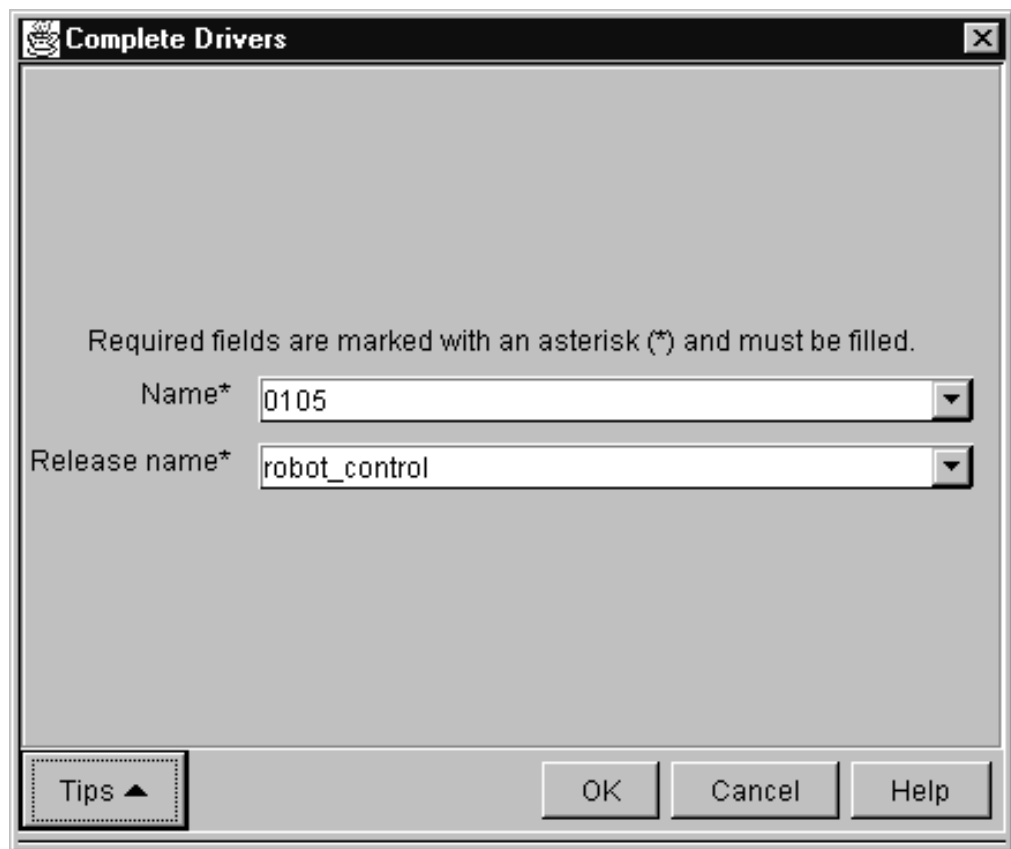 Complete Drivers
Required fields are marked with an asterisk (*) and must be filled.
Name* 0105
Release name* robot_control
Tips OK Cancel Help